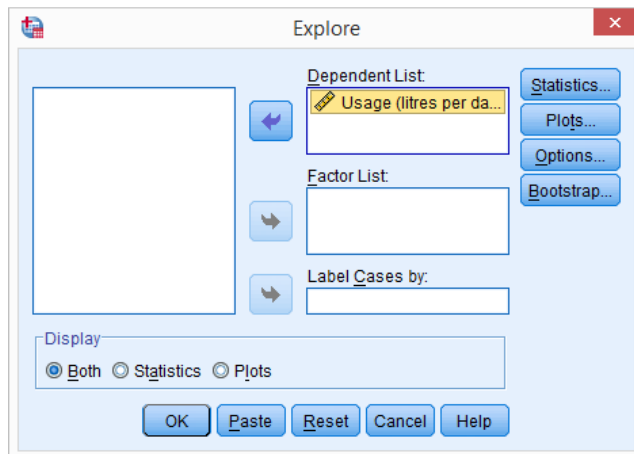 Explore
Dependent List:
Usage (litres per da...
Statistics...
Plots...
Options...
Bootstrap...
Factor List:
Label Cases by:
Display
Both Statistics Plots
OK Paste Reset Cancel Help